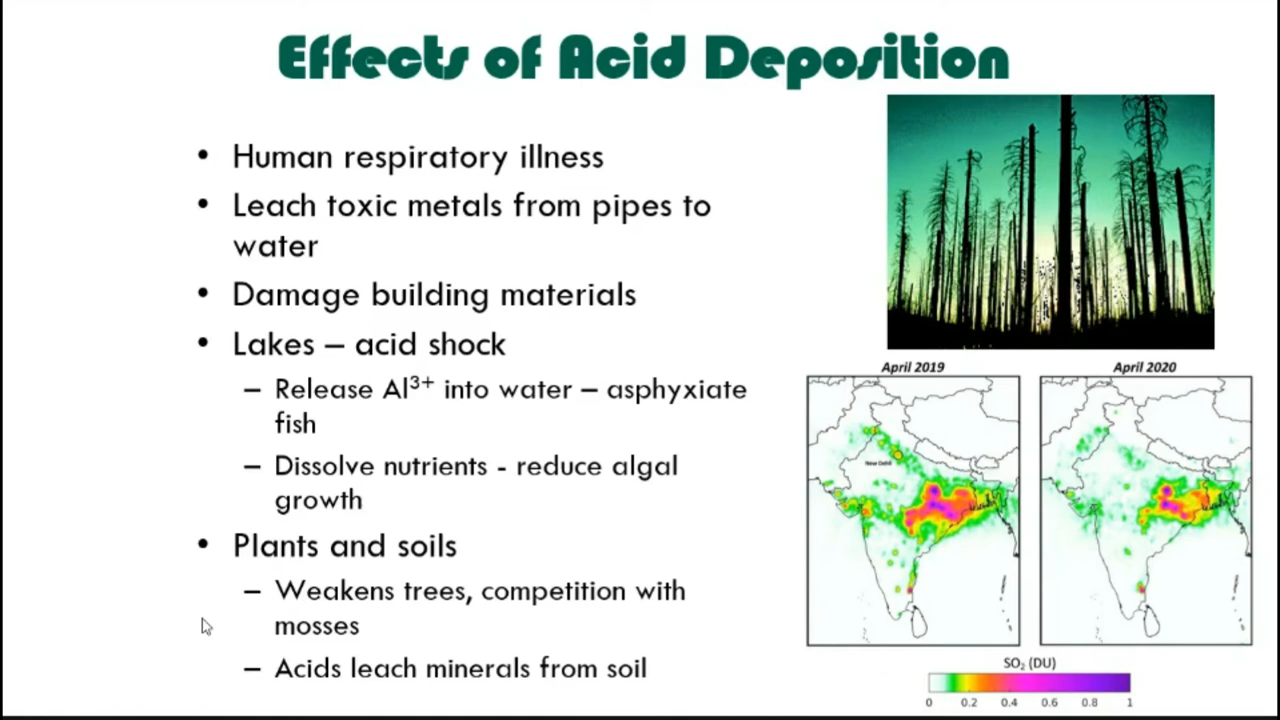 Effects of Acid Deposition
• Human respiratory illness
• Leach toxic metals from pipes to
water
• Damage building materials
• Lakes – acid shock
– Release Al³⁺ into water – asphyxiate
fish
– Dissolve nutrients - reduce algal
growth
• Plants and soils
– Weakens trees, competition with
mosses
– Acids leach minerals from soil
April 2019
April 2020
New Delhi
SO₂ (DU)
0 0.2 0.4 0.6 0.8 1